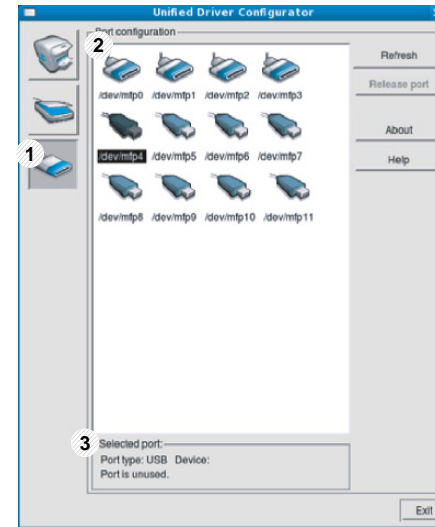 Unified Driver Configurator
2
Port configuration
Refresh
/dev/mfp0 /dev/mfp1 /dev/mfp2 /dev/mfp3
Release port
About
1
/dev/mfp4 /dev/mfp5 /dev/mfp6 /dev/mfp7
Help
/dev/mfp8 /dev/mfp9 /dev/mfp10 /dev/mfp11
3
Selected port:
Port type: USB Device:
Port is unused.
Exit